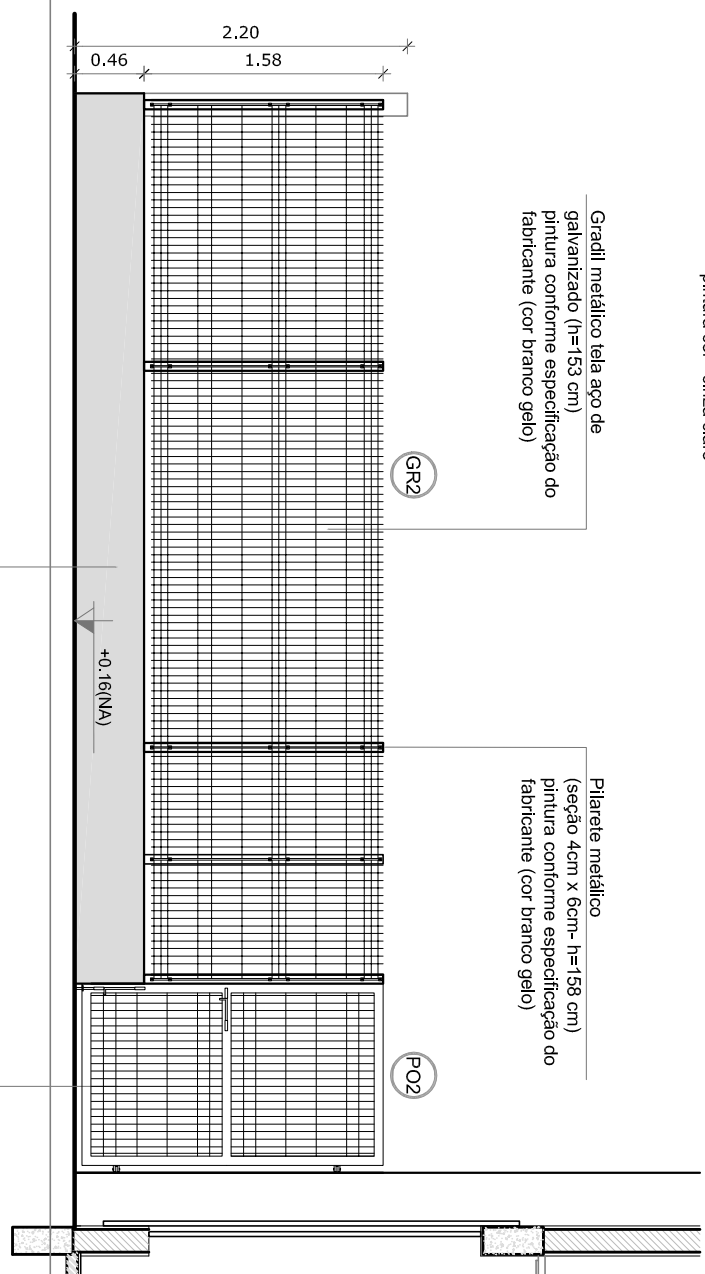 2.20
0.46
1.58
Gradil metálico tela aço de
galvanizado (h=153 cm)
pintura conforme especificação do
fabricante (cor branco gelo)
GR2
+0.16(NA)
Pilarete metálico
(seção 4cm x 6cm- h=158 cm)
pintura conforme especificação do
fabricante (cor branco gelo)
PO2